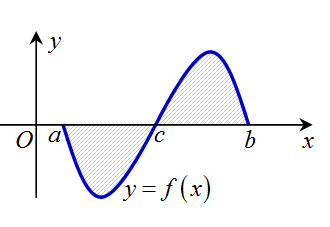 y
O a c b x
y = f(x)